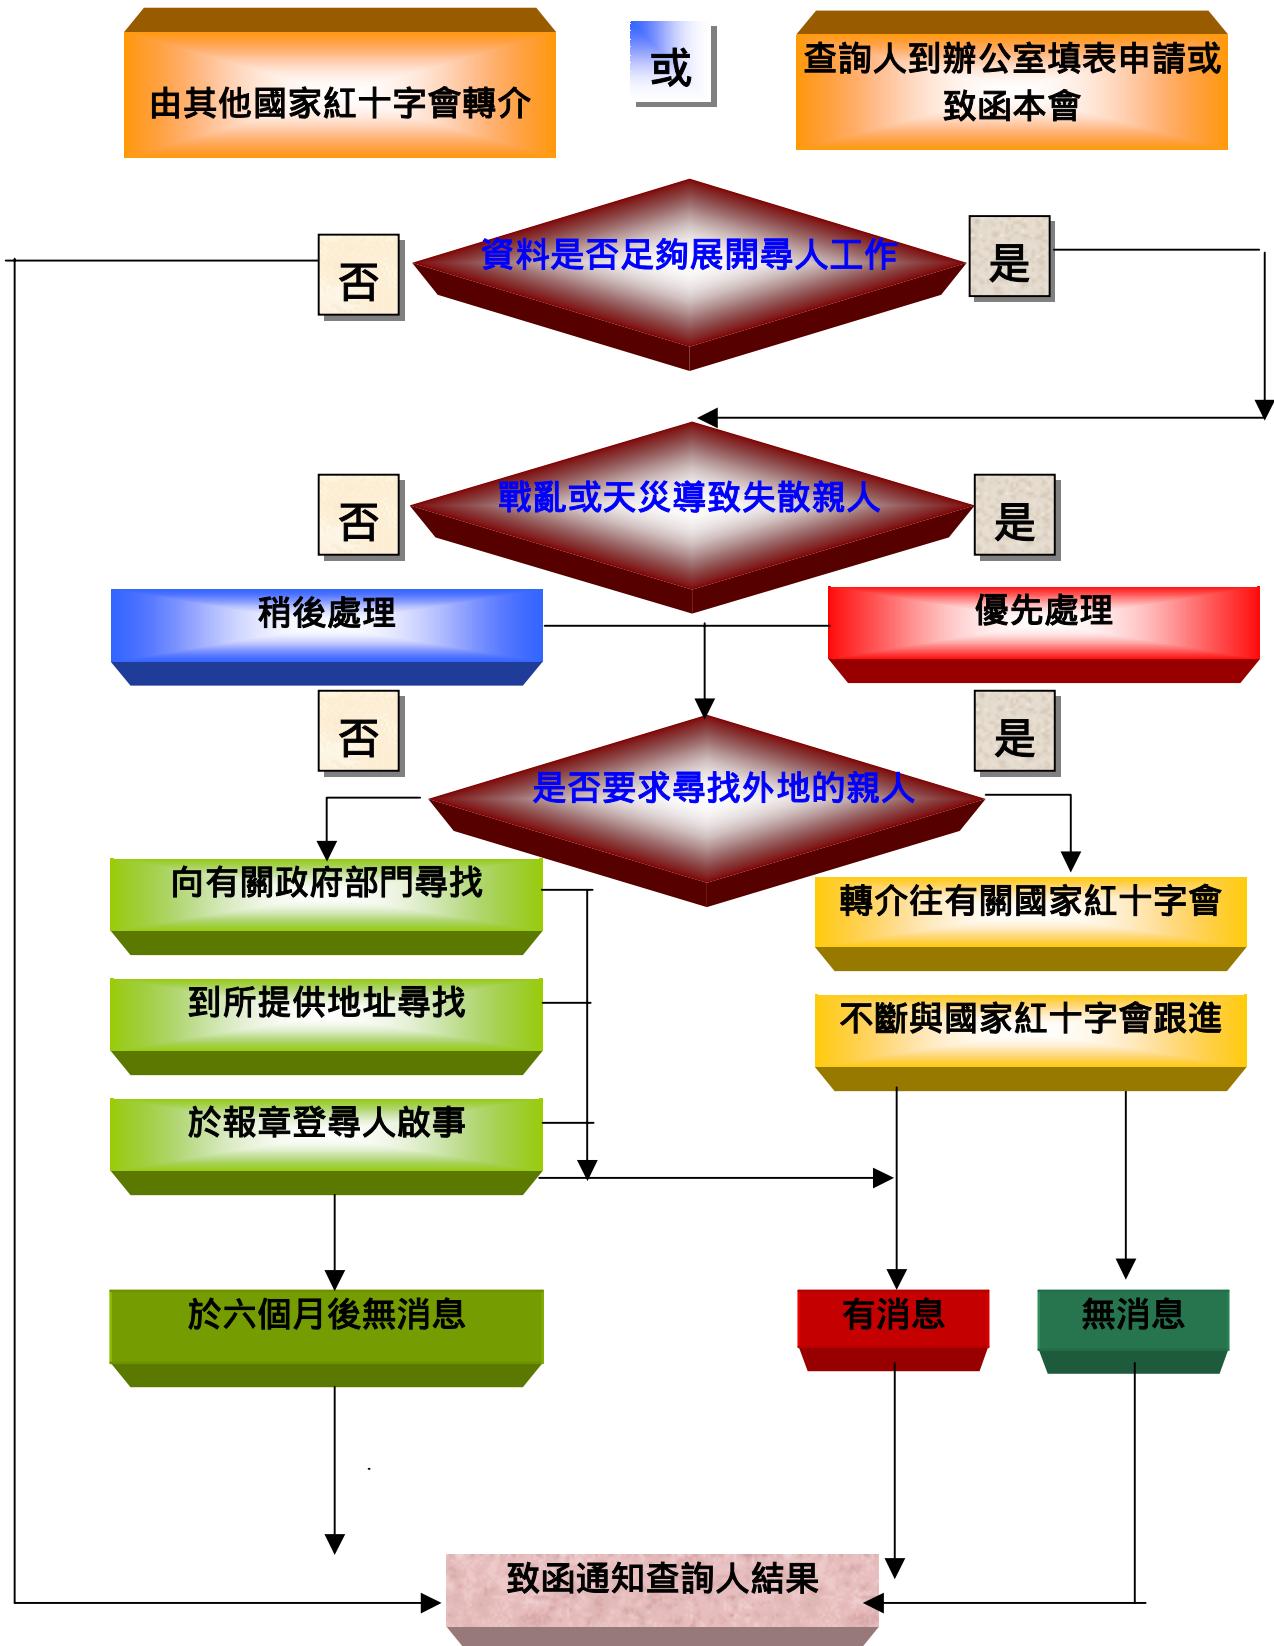 由其他國家紅十字會轉介
或
查詢人到辦公室填表申請或
致函本會
否
資料是否足夠展開尋人工作
是
否
戰亂或天災導致失散親人
是
稍後處理
優先處理
否
是
是否要求尋找外地的親人
向有關政府部門尋找
轉介往有關國家紅十字會
到所提供地址尋找
不斷與國家紅十字會跟進
於報章登尋人啟事
於六個月後無消息
有消息
無消息
致函通知查詢人結果